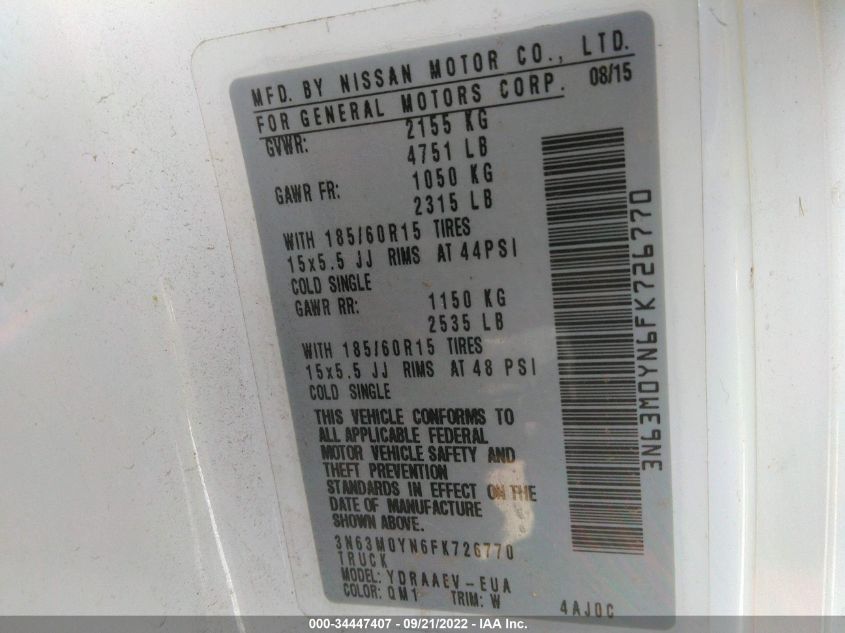 MFD. BY NISSAN MOTOR CO., LTD.
FOR GENERAL MOTORS CORP. 08/15
GVWR: 2155 KG
4751 LB
GAWR FR: 1050 KG
2315 LB
WITH 185/60R15 TIRES
15x5.5 JJ RIMS AT 44PSI
COLD SINGLE
GAWR RR: 1150 KG
2535 LB
WITH 185/60R15 TIRES
15x5.5 JJ RIMS AT 48 PSI
COLD SINGLE
THIS VEHICLE CONFORMS TO
ALL APPLICABLE FEDERAL
MOTOR VEHICLE SAFETY AND
THEFT PREVENTION
STANDARDS IN EFFECT ON THE
DATE OF MANUFACTURE
SHOWN ABOVE.
3N63M0YN6FK726770
TRUCK
MODEL: YDRAAEV-EUA
COLOR: QM1 TRIM: W 4AJ0C
3N63M0YN6FK726770
000-34447407 - 09/21/2022 - IAA, Inc.